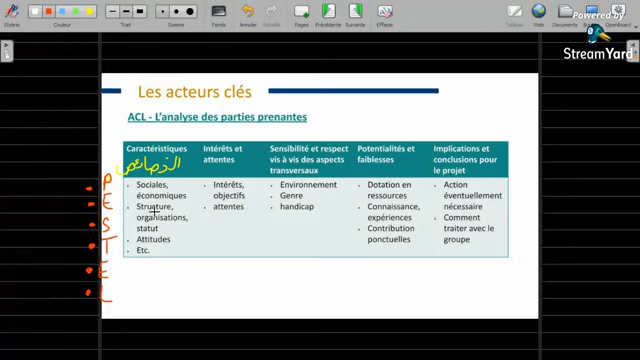 Stylets
Couleur
Trait
Gomme
Annuler
Refaire
Pages
Précédente
Suivante
Effacer
Tableau
Web
Documents
Bureau
OpenBoard
Powered by
StreamYard
Les acteurs clés
ACL - L'analyse des parties prenantes
Caractéristiques
الخصائص
Sociales,
économiques
Structure,
organisations,
statut
Attitudes
Etc.
Intérêts et
attentes
Intérêts,
objectifs
attentes
Sensibilité et respect
vis à vis des aspects
transversaux
Environnement
Genre
handicap
Potentialités et
faiblesses
Dotation en
ressources
Connaissance,
expériences
Contribution
ponctuelles
Implications et
conclusions pour
le projet
Action
éventuellement
nécessaire
Comment
traiter avec le
groupe
P
E
S
T
E
L